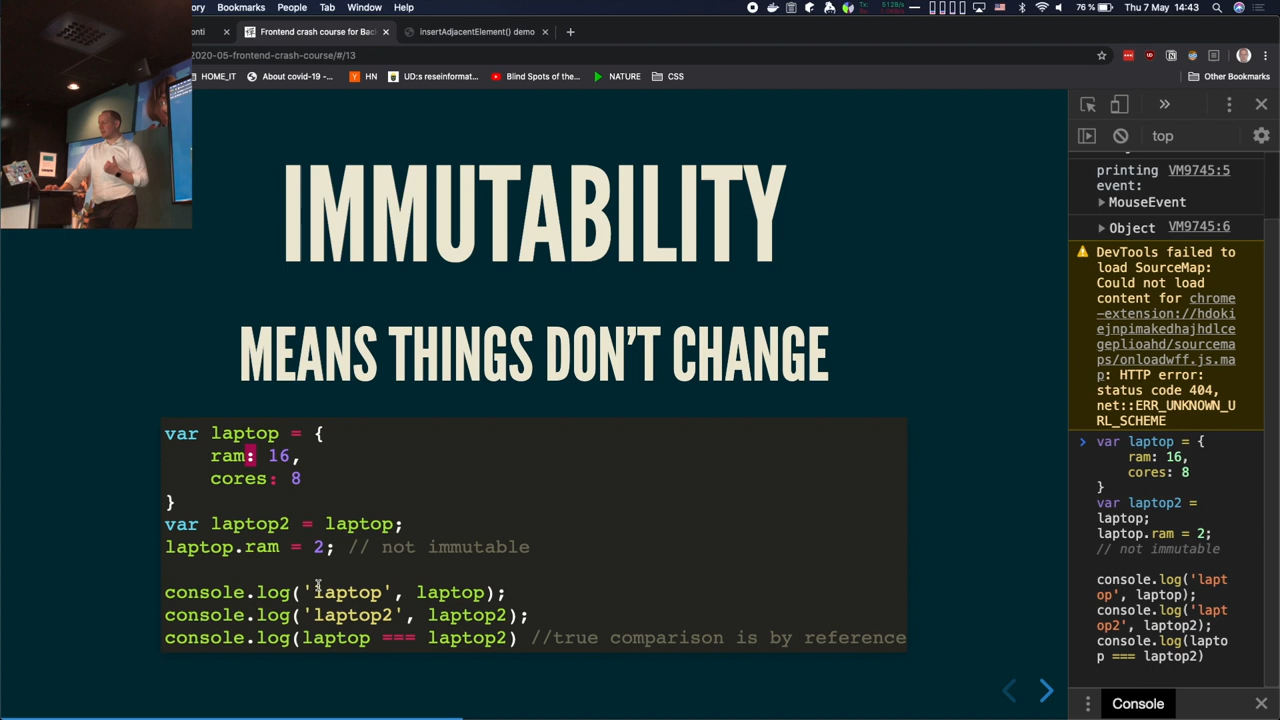 ory Bookmarks People Tab Window Help Tx: 5128/s 76 % Thu 7 May 14:43
onti Frontend crash course for Bac insertAdjacentElement() demo
2020-05-frontend-crash-course/#/13
HOME_IT About covid-19 -... HN UD:s reseinformat... Blind Spots of the... NATURE CSS Other Bookmarks
IMMUTABILITY
MEANS THINGS DON'T CHANGE
var laptop = {
ram: 16,
cores: 8
}
var laptop2 = laptop;
laptop.ram = 2; // not immutable
console.log('laptop', laptop);
console.log('laptop2', laptop2);
console.log(laptop === laptop2) //true comparison is by reference
top
printing VM9745:5
event:
MouseEvent
Object VM9745:6
DevTools failed to
load SourceMap:
Could not load
content for chrome
-extension://hdoki
ejnpimakedhajhdlce
geplioahd/sourcema
ps/onloadwff.js.ma
p: HTTP error:
status code 404,
net::ERR_UNKNOWN_U
RL_SCHEME
var laptop = {
ram: 16,
cores: 8
}
var laptop2 =
laptop;
laptop.ram = 2;
// not immutable
console.log('lapt
op', laptop);
console.log('lapt
op2', laptop2);
console.log(lapto
p === laptop2)
Console